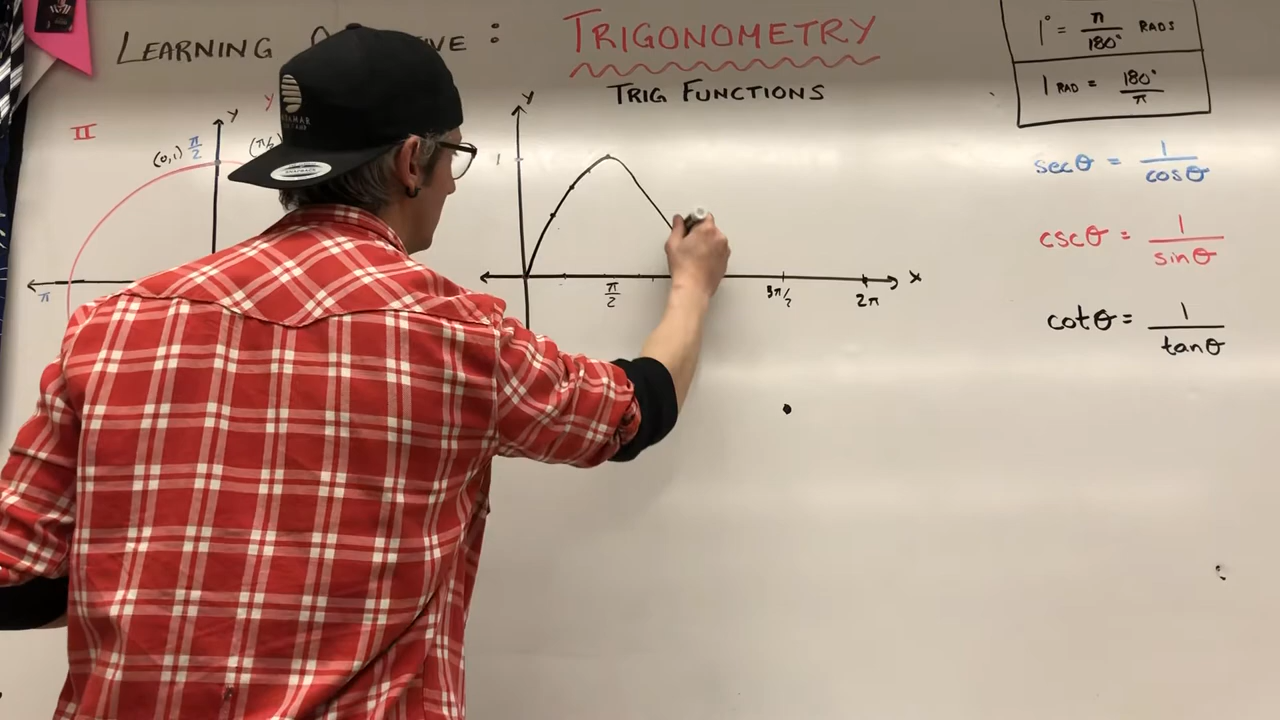 LEARNING : TRIGONOMETRY
TRIG FUNCTIONS
1° = π/180° RADS
1 RAD = 180°/π
II
Y
(0,1) π/2
π
Y
1
π/2
3π/2
2π
X
secθ = 1/cosθ
cscθ = 1/sinθ
cotθ = 1/tanθ